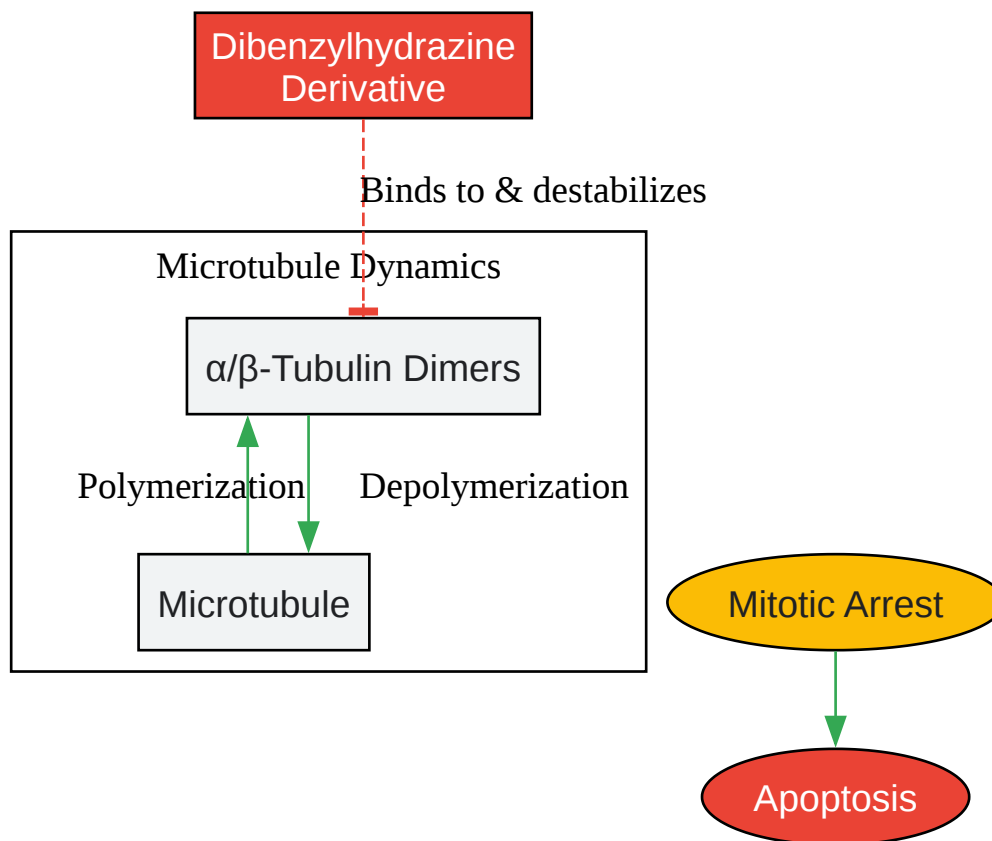 Dibenzylhydrazine
Derivative
Binds to & destabilizes
Microtubule Dynamics
α/β-Tubulin Dimers
Polymerization
Depolymerization
Microtubule
Mitotic Arrest
Apoptosis